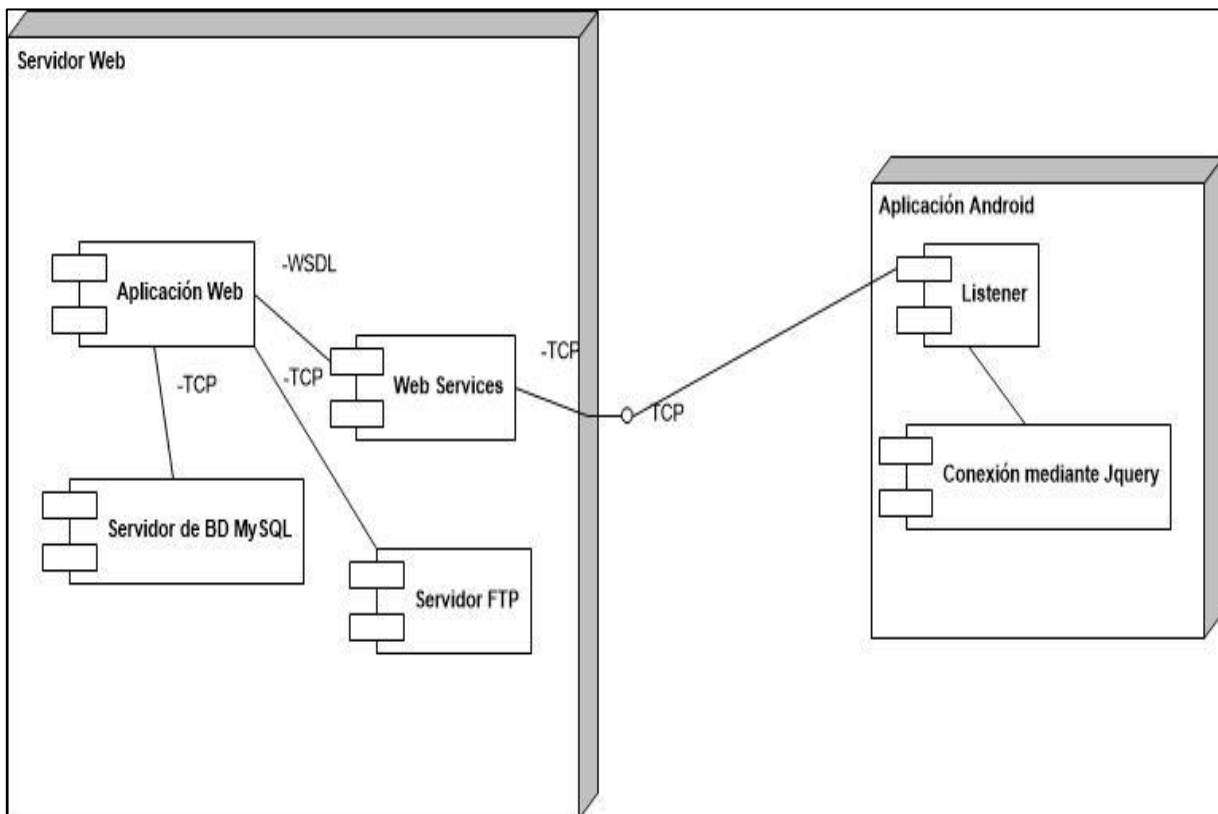 Servidor Web
Aplicación Web
-WSDL
-TCP
-TCP
Web Services
-TCP
TCP
Servidor de BD MySQL
Servidor FTP
Aplicación Android
Listener
Conexión mediante Jquery